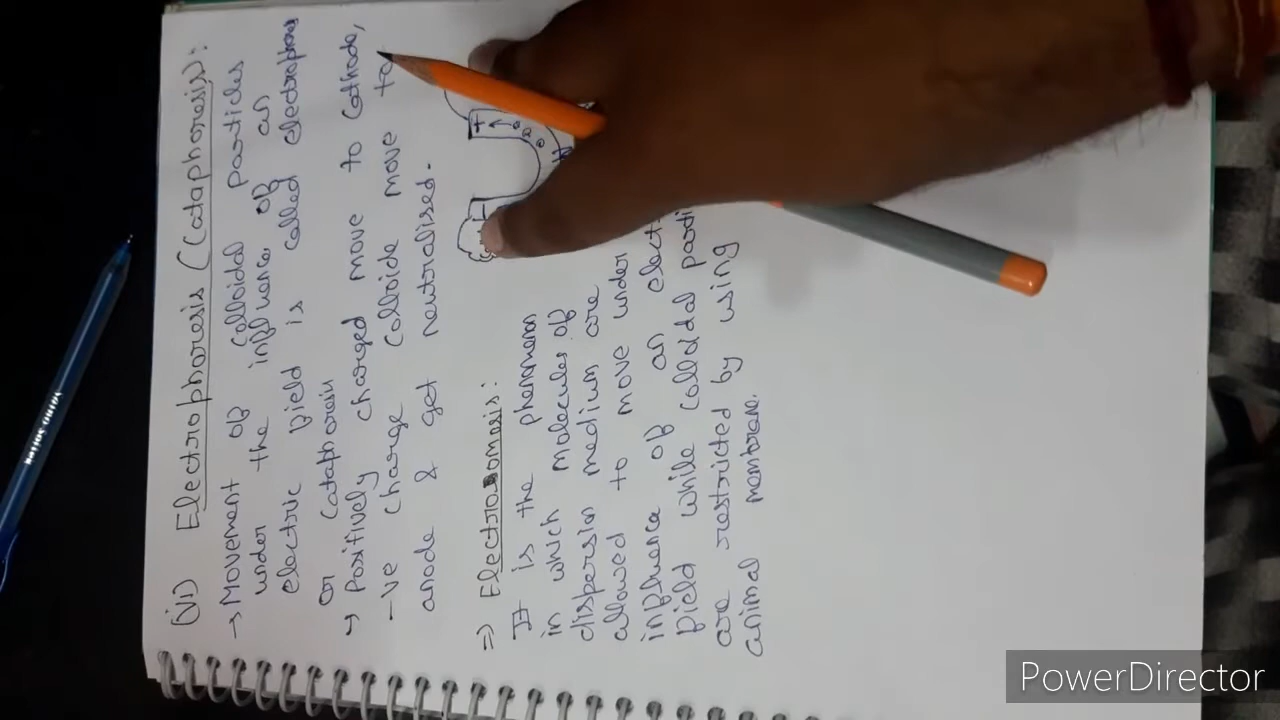 (vi) Electrophoresis (Cataphoresis):
→ Movement of colloidal particles
under the influence of an
electric field is called electrophores
or Cataphoresis
→ Positively charged move to Cathode,
-ve charge colloide move to
anode & get neutralised.
+
-
⇒ Electrosomosis:
It is the phenomenon
in which molecules of
dispersion medium are
allowed to move under
influence of an elect
field while colloidal parti
are restricted by using
animal membrane.
PowerDirector